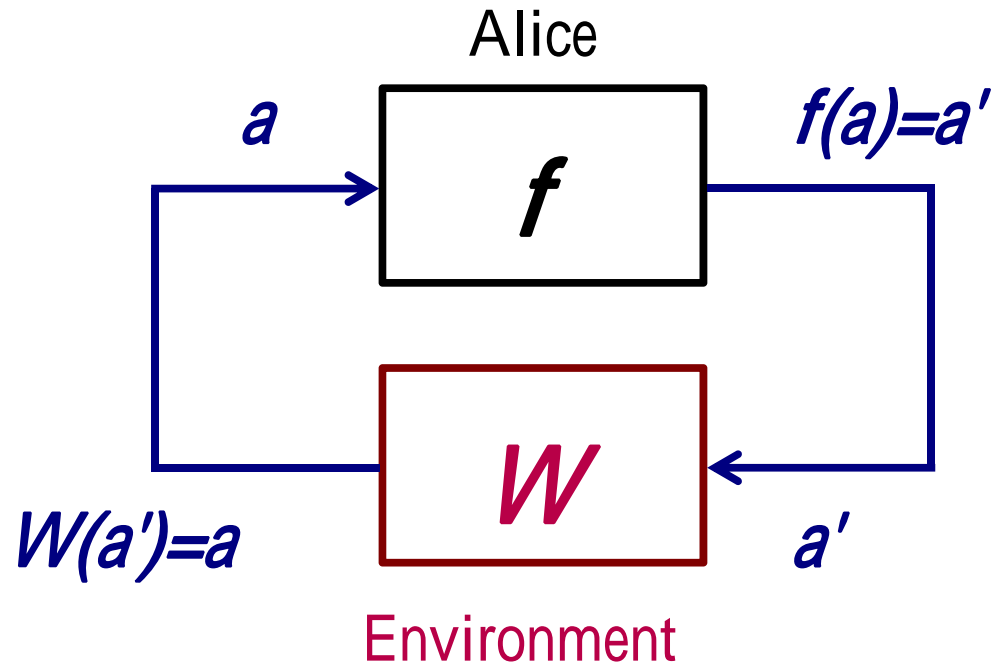 Alice
a
f(a)=a'
f
W
W(a')=a
a'
Environment